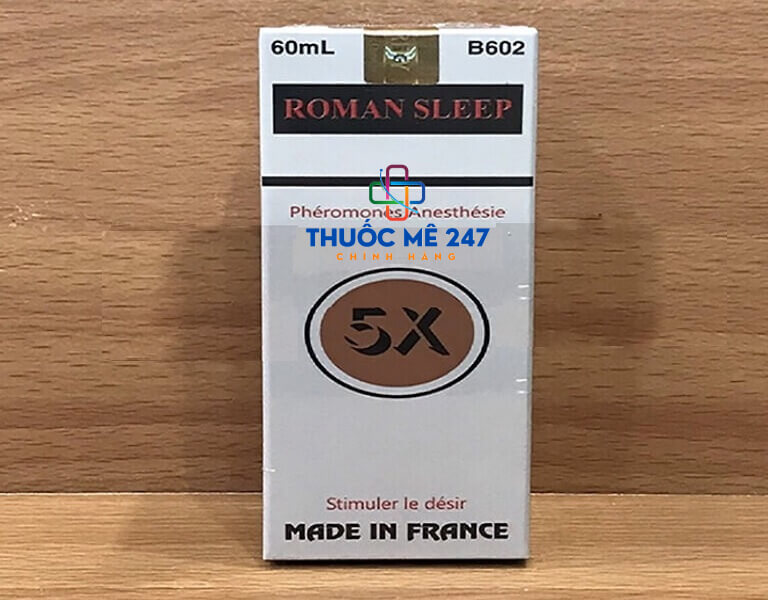 60mL B602
ROMAN SLEEP
Phéromones Anesthésie
THUỐC MÊ 247
CHÍNH HÃNG
5X
Stimuler le désir
MADE IN FRANCE